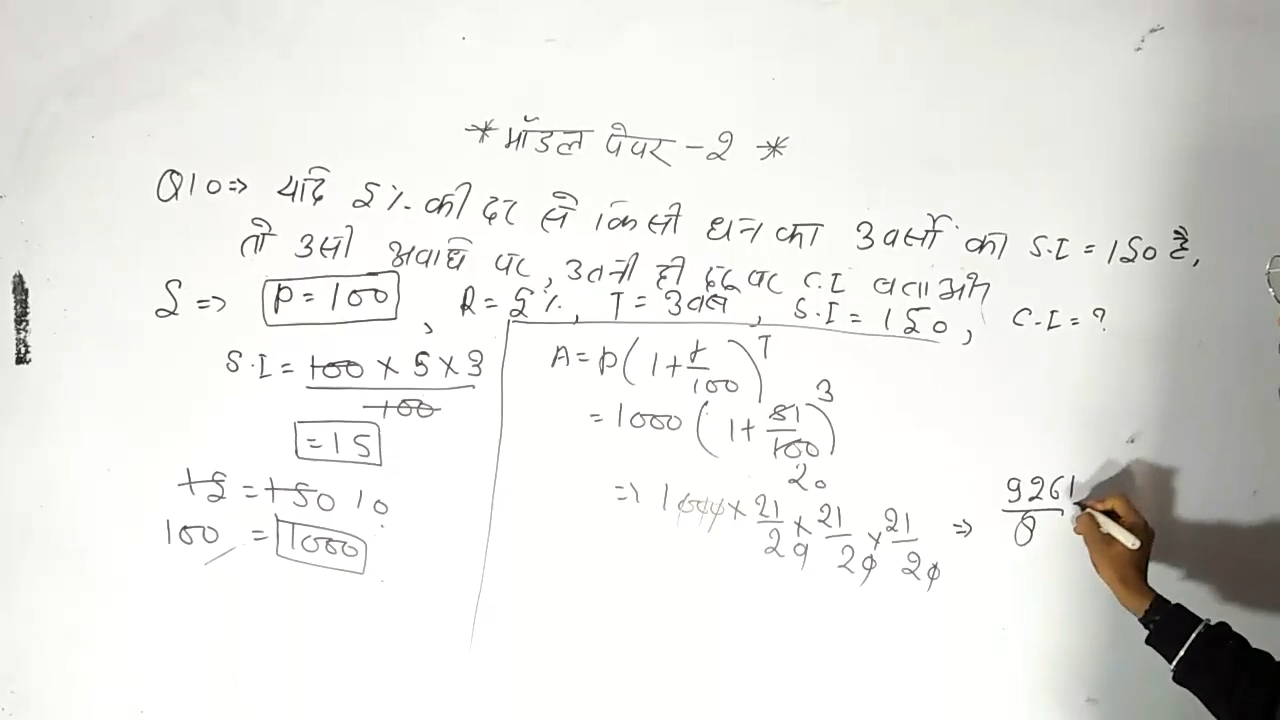 * मॉडल पेपर - 2 *
Q10 => यदि 5% की दर से किसी धन का 3 वर्सो का S.I = 150 है,
तो उसी अवधि पर, उतनी ही दर पर C.I बताओ
S => P = 100, R = 5%, T = 3 वर्स, S.I = 150, C.I = ?
S.I = 100 × 5 × 3
100
= 15
15 = 150 10
100 = 1000
A = P(1 + r/100)^T
= 1000(1 + 51/100)^3
20
=> 1000 × 21/20 × 21/20 × 21/20 => 9261/8